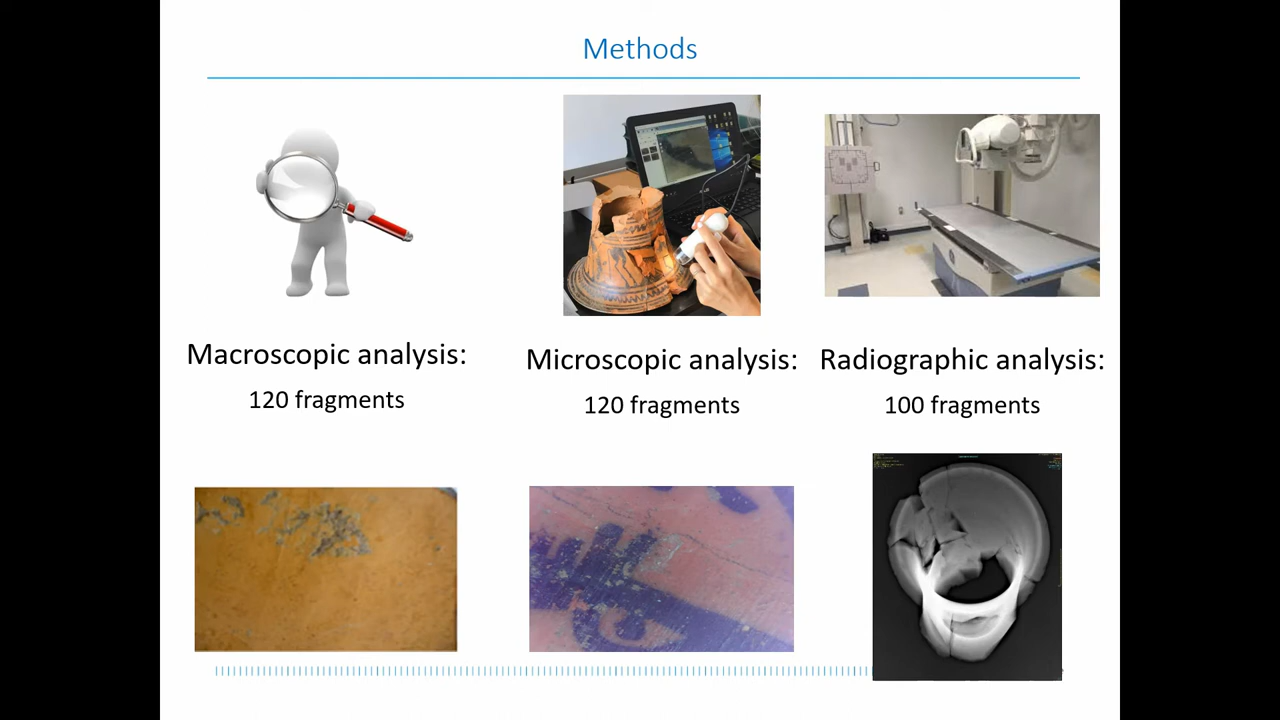 Methods
Macroscopic analysis:
120 fragments
Microscopic analysis:
120 fragments
Radiographic analysis:
100 fragments